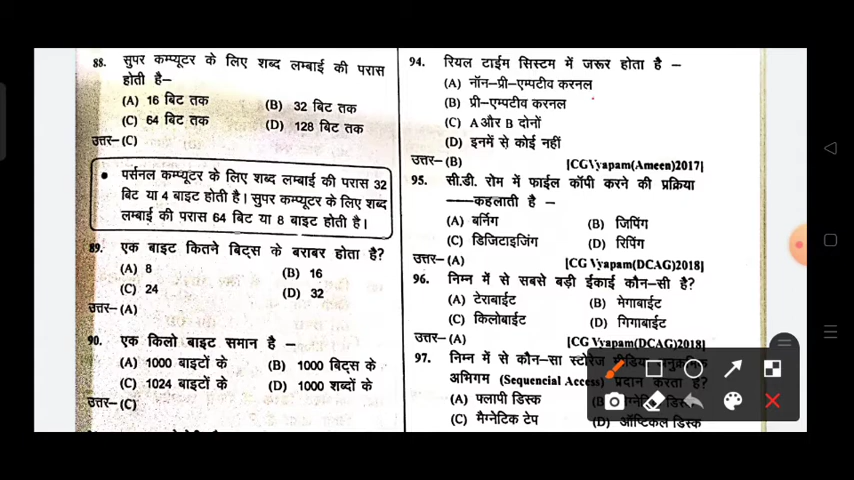 88. सुपर कम्प्यूटर के लिए शब्द लम्बाई की परास
होती है–
(A) 16 बिट तक (B) 32 बिट तक
(C) 64 बिट तक (D) 128 बिट तक
उत्तर–(C)
• पर्सनल कम्प्यूटर के लिए शब्द लम्बाई की परास 32
बिट या 4 बाइट होती है। सुपर कम्प्यूटर के लिए शब्द
लम्बाई की परास 64 बिट या 8 बाइट होती है।
89. एक बाइट कितने बिट्स के बराबर होता है?
(A) 8 (B) 16
(C) 24 (D) 32
उत्तर–(A)
90. एक किलो बाइट समान है –
(A) 1000 बाइटों के (B) 1000 बिट्स के
(C) 1024 बाइटों के (D) 1000 शब्दों के
उत्तर–(C)
94. रियल टाईम सिस्टम में जरूर होता है –
(A) नॉन-प्री-एम्पटीव करनल
(B) प्री-एम्पटीव करनल
(C) A और B दोनों
(D) इनमें से कोई नहीं
उत्तर–(B) [CGVyapam(Ameen)2017]
95. सी.डी. रोम में फाईल कॉपी करने की प्रक्रिया
——कहलाती है –
(A) बर्निग (B) जिपिंग
(C) डिजिटाइजिंग (D) रिपिंग
उत्तर–(A) [CG Vyapam(DCAG)2018]
96. निम्न में से सबसे बड़ी ईकाई कौन-सी है?
(A) टेराबाईट (B) मेगाबाईट
(C) किलोबाईट (D) गिगाबाईट
उत्तर–(A) [CG Vyapam(DCAG)2018]
97. निम्न में से कौन-सा स्टोरेज
अभिगम (Sequencial Access) प्रदान करता है?
(A) पलापी डिस्क
(C) मैग्नेटिक टेप (D) ऑप्टिकल डिस्क